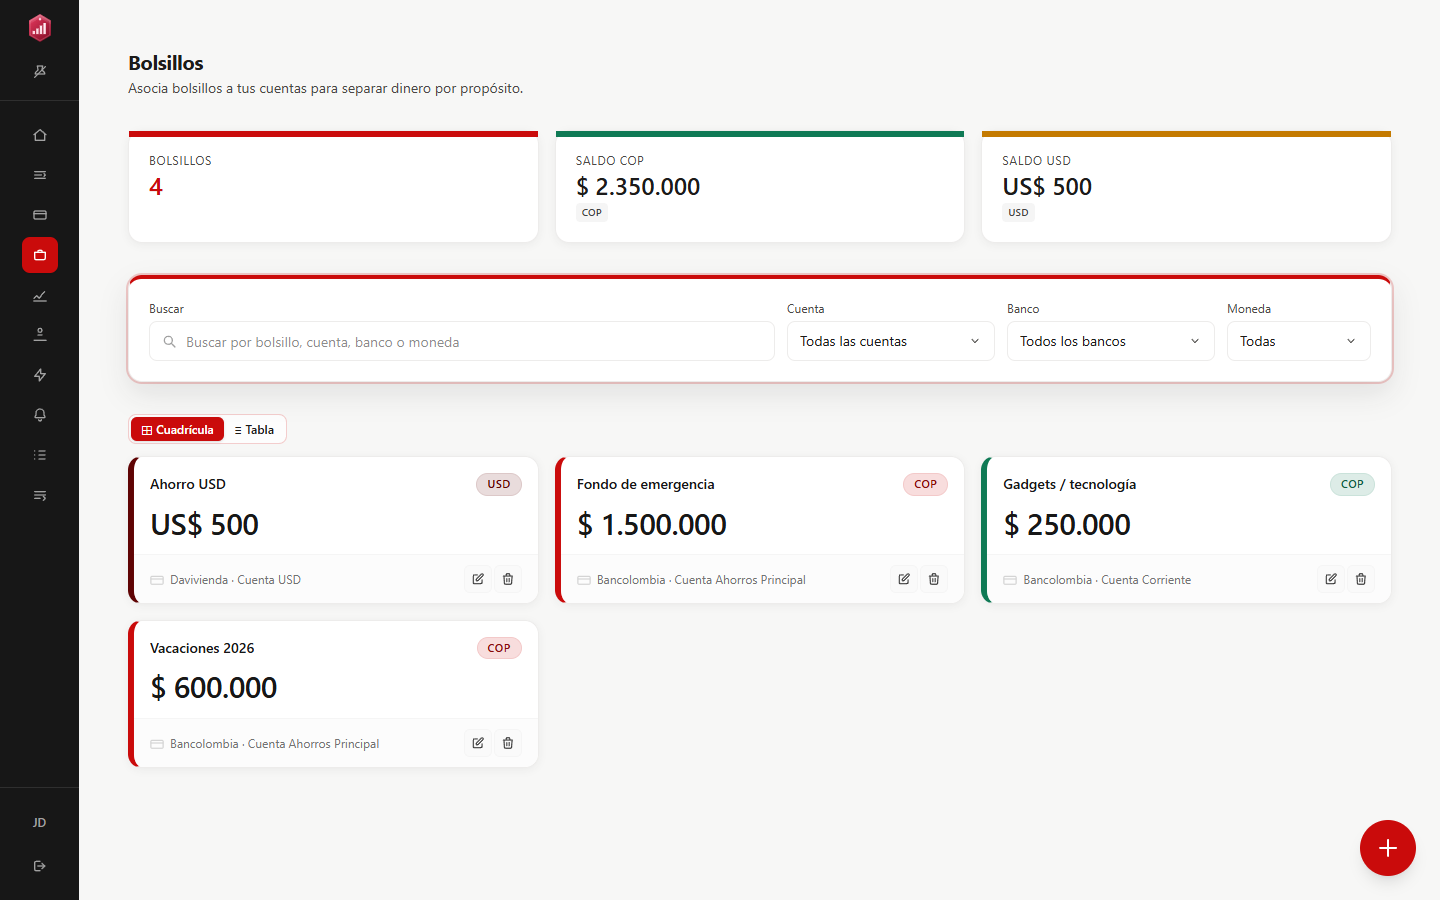 Bolsillos
Asocia bolsillos a tus cuentas para separar dinero por propósito.
BOLSILLOS
4
SALDO COP
$ 2.350.000
COP
SALDO USD
US$ 500
USD
Buscar
Buscar por bolsillo, cuenta, banco o moneda
Cuenta
Todas las cuentas
Banco
Todos los bancos
Moneda
Todas
Cuadrícula
Tabla
Ahorro USD
USD
US$ 500
Davivienda · Cuenta USD
Fondo de emergencia
COP
$ 1.500.000
Bancolombia · Cuenta Ahorros Principal
Gadgets / tecnología
COP
$ 250.000
Bancolombia · Cuenta Corriente
Vacaciones 2026
COP
$ 600.000
Bancolombia · Cuenta Ahorros Principal
JD